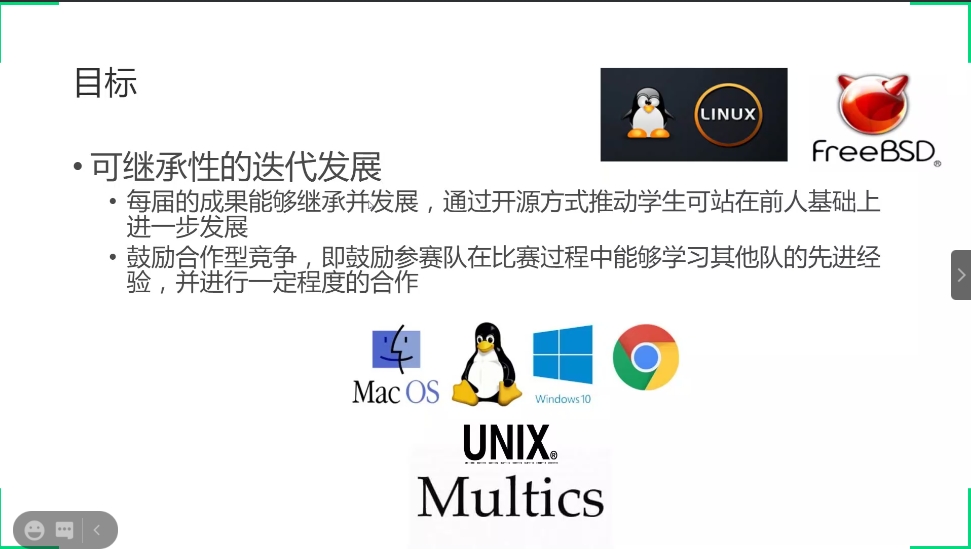 目标
LINUX
FreeBSD®
• 可继承性的迭代发展
• 每届的成果能够继承并发展，通过开源方式推动学生可站在前人基础上
进一步发展
• 鼓励合作型竞争，即鼓励参赛队在比赛过程中能够学习其他队的先进经
验，并进行一定程度的合作
Mac OS
Windows 10
UNIX®
Multics